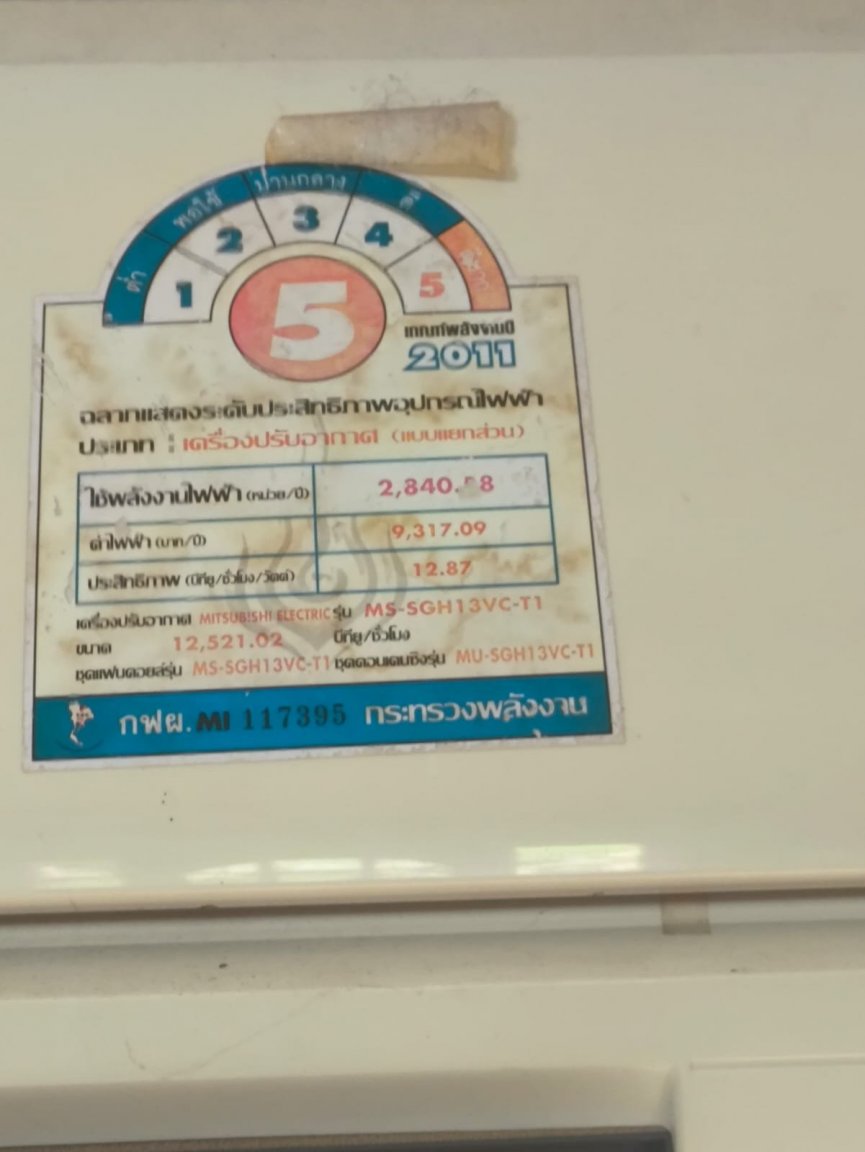 ต่ำ พอใช้ ปานกลาง ดี
1 2 3 4 5
5
เกณฑ์พลังงานปี
2011
ฉลากแสดงระดับประสิทธิภาพอุปกรณ์ไฟฟ้า
ประเภท : เครื่องปรับอากาศ (แบบแยกส่วน)
ใช้พลังงานไฟฟ้า (หน่วย/ปี)
ค่าไฟฟ้า (บาท/ปี) 9,317.09
ประสิทธิภาพ (บีทียู/ชั่วโมง/วัตต์) 12.87
เครื่องปรับอากาศ MITSUBISHI ELECTRIC รุ่น MS-SGH13VC-T1
ขนาด 12,521.02 บีทียู/ชั่วโมง
ชุดแฟนคอยล์รุ่น MS-SGH13VC-T1 ชุดคอนเดนซิ่งรุ่น MU-SGH13VC-T1
กฟผ. MI 117395 กระทรวงพลังงาน